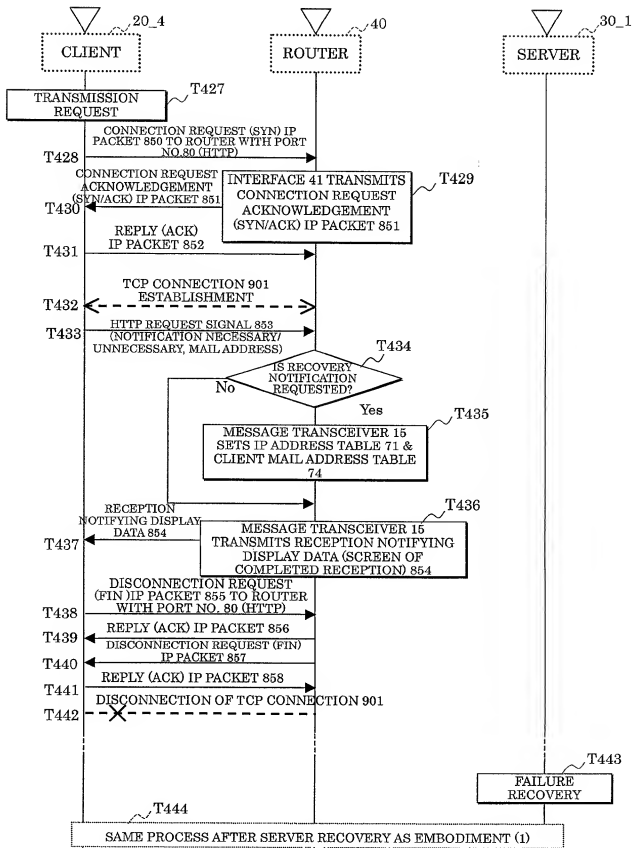 20_4
40
30_1
CLIENT
ROUTER
SERVER
T427
TRANSMISSION
REQUEST
CONNECTION REQUEST (SYN) IP
PACKET 850 TO ROUTER WITH PORT
NO.80 (HTTP)
T428
T429
CONNECTION REQUEST
ACKNOWLEDGEMENT
(SYN/ACK) IP PACKET 851
T430
INTERFACE 41 TRANSMITS
CONNECTION REQUEST
ACKNOWLEDGEMENT
(SYN/ACK) IP PACKET 851
REPLY (ACK)
IP PACKET 852
T431
TCP CONNECTION 901
ESTABLISHMENT
T432
HTTP REQUEST SIGNAL 853
T433
(NOTIFICATION NECESSARY/
UNNECESSARY, MAIL ADDRESS)
T434
IS RECOVERY
NOTIFICATION
REQUESTED?
No
Yes
T435
MESSAGE TRANSCEIVER 15
SETS IP ADDRESS TABLE 71 &
CLIENT MAIL ADDRESS TABLE
74
T436
RECEPTION
NOTIFYING DISPLAY
DATA 854
T437
MESSAGE TRANSCEIVER 15
TRANSMITS RECEPTION NOTIFYING
DISPLAY DATA (SCREEN OF
COMPLETED RECEPTION) 854
DISCONNECTION REQUEST
(FIN )IP PACKET 855 TO ROUTER
WITH PORT NO. 80 (HTTP)
T438
REPLY (ACK) IP PACKET 856
T439
DISCONNECTION REQUEST (FIN)
IP PACKET 857
T440
REPLY (ACK) IP PACKET 858
T441
DISCONNECTION OF TCP CONNECTION 901
T442
T443
FAILURE
RECOVERY
T444
SAME PROCESS AFTER SERVER RECOVERY AS EMBODIMENT (1)